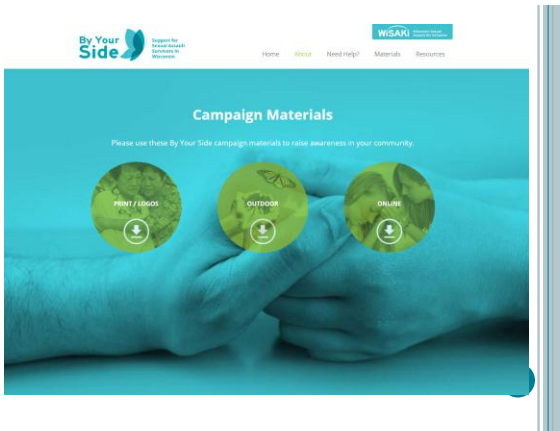 By Your
Side
Support for
Sexual Assault
Survivors in
Wisconsin
WiSAKI
Home About Need Help? Materials Resources
Campaign Materials
Please use these By Your Side campaign materials to raise awareness in your community.
PRINT / LOGOS OUTDOOR ONLINE